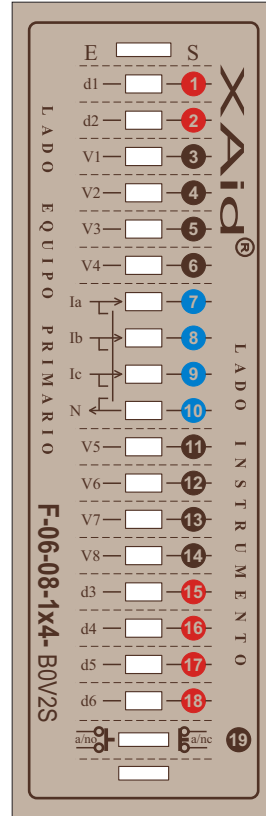 E S
d1 1
d2 2
V1 3
V2 4
V3 5
V4 6
Ia 7
Ib 8
Ic 9
N 10
V5 11
V6 12
V7 13
V8 14
d3 15
d4 16
d5 17
d6 18
a/no a/nc 19
LADO EQUIPO PRIMARIO
F-06-08-1x4- B0V2S
XAid®
LADO INSTRUMENTO